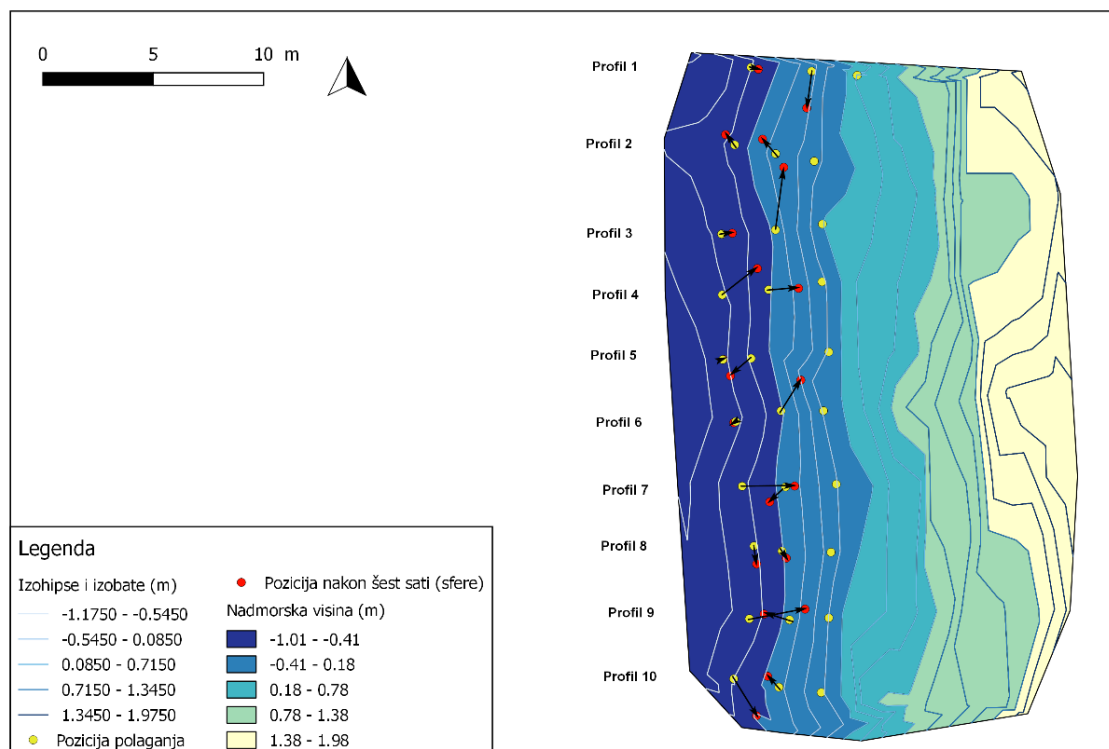 0 5 10 m
Profil 1
Profil 2
Profil 3
Profil 4
Profil 5
Profil 6
Profil 7
Profil 8
Profil 9
Profil 10
Legenda
Izohipse i izobate (m)
-1.1750 - -0.5450
-0.5450 - 0.0850
0.0850 - 0.7150
0.7150 - 1.3450
1.3450 - 1.9750
Pozicija polaganja
Pozicija nakon šest sati (sfere)
Nadmorska visina (m)
-1.01 - -0.41
-0.41 - 0.18
0.18 - 0.78
0.78 - 1.38
1.38 - 1.98